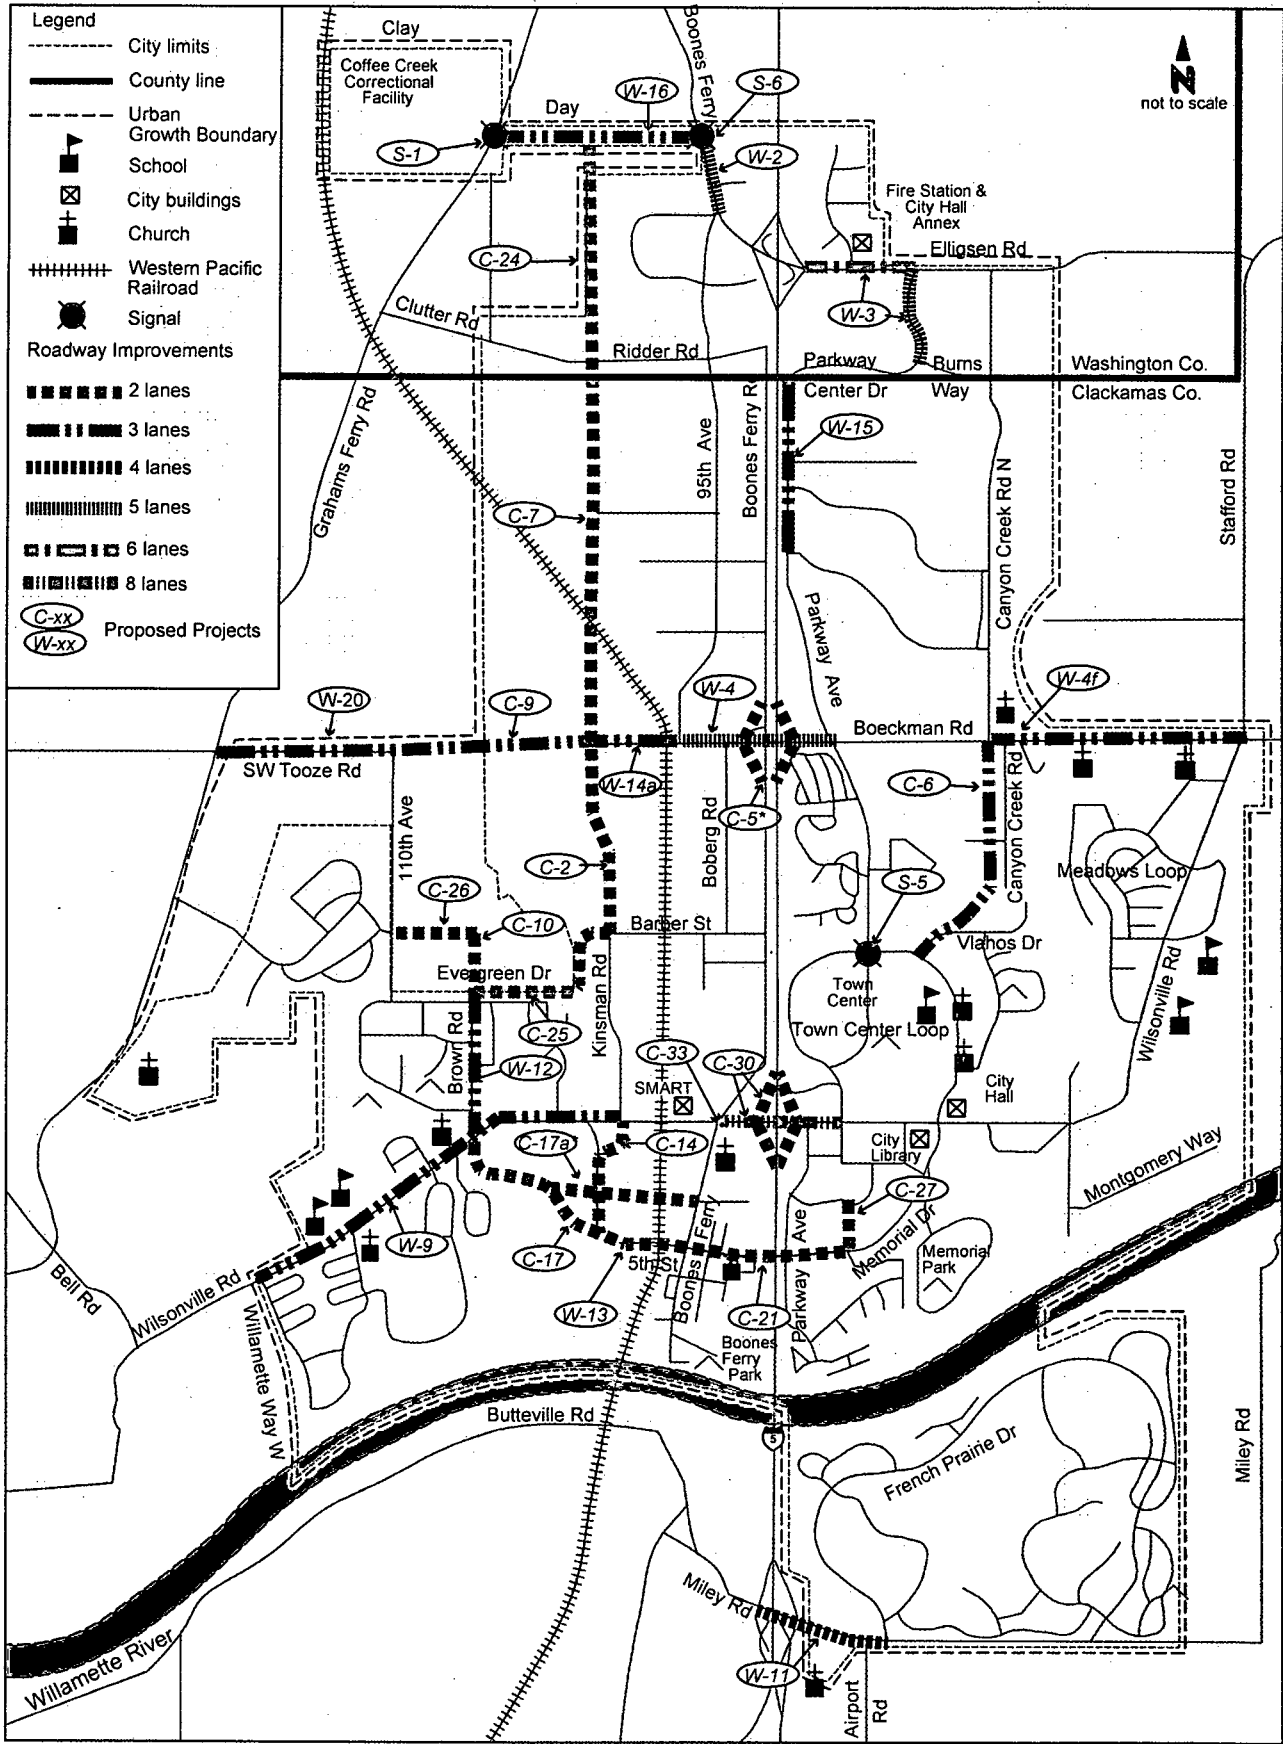 Legend
City limits
County line
Urban
Growth Boundary
School
City buildings
Church
Western Pacific
Railroad
Signal
Roadway Improvements
2 lanes
3 lanes
4 lanes
5 lanes
6 lanes
8 lanes
C-xx
W-xx
Proposed Projects
Clay
Coffee Creek
Correctional
Facility
Day
W-16
Boones Ferry
S-6
N
not to scale
S-1
W-2
Fire Station &
City Hall
Annex
Elligsen Rd
C-24
W-3
Clutter Rd
Ridder Rd
Parkway
Center Dr
Burns
Way
Washington Co.
Clackamas Co.
Grahams Ferry Rd
95th Ave
Boones Ferry Rd
W-15
Canyon Creek Rd N
Stafford Rd
C-7
Parkway Ave
W-20
C-9
W-4
W-4f
Boeckman Rd
SW Tooze Rd
W-14a
C-5*
C-6
110th Ave
Boberg Rd
Canyon Creek Rd
C-2
S-5
Meadows Loop
C-26
C-10
Barber St
Vlahos Dr
Evergreen Dr
Kinsman Rd
Town
Center
Wilsonville Rd
C-25
Town Center Loop
Brown Rd
W-12
C-33
C-30
SMART
City
Hall
C-17a
C-14
City
Library
Montgomery Way
C-27
W-9
C-17
Boones Ferry
Parkway Ave
Memorial Dr
Memorial
Park
5th St
Bell Rd
Wilsonville Rd
W-13
C-21
Willamette Way W
Boones
Ferry
Park
Butteville Rd
5
French Prairie Dr
Miley Rd
Miley Rd
Willamette River
W-11
Airport
Rd